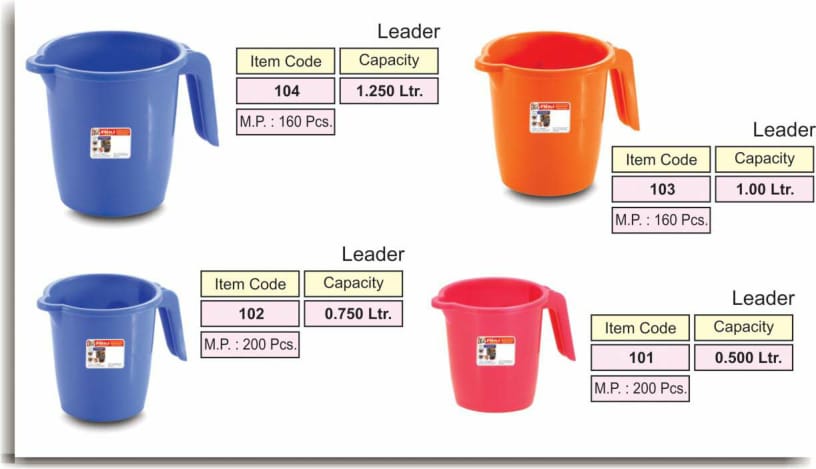 Leader
Item Code Capacity
104 1.250 Ltr.
M.P. : 160 Pcs.
Leader
Item Code Capacity
103 1.00 Ltr.
M.P. : 160 Pcs.
Leader
Item Code Capacity
102 0.750 Ltr.
M.P. : 200 Pcs.
Leader
Item Code Capacity
101 0.500 Ltr.
M.P. : 200 Pcs.